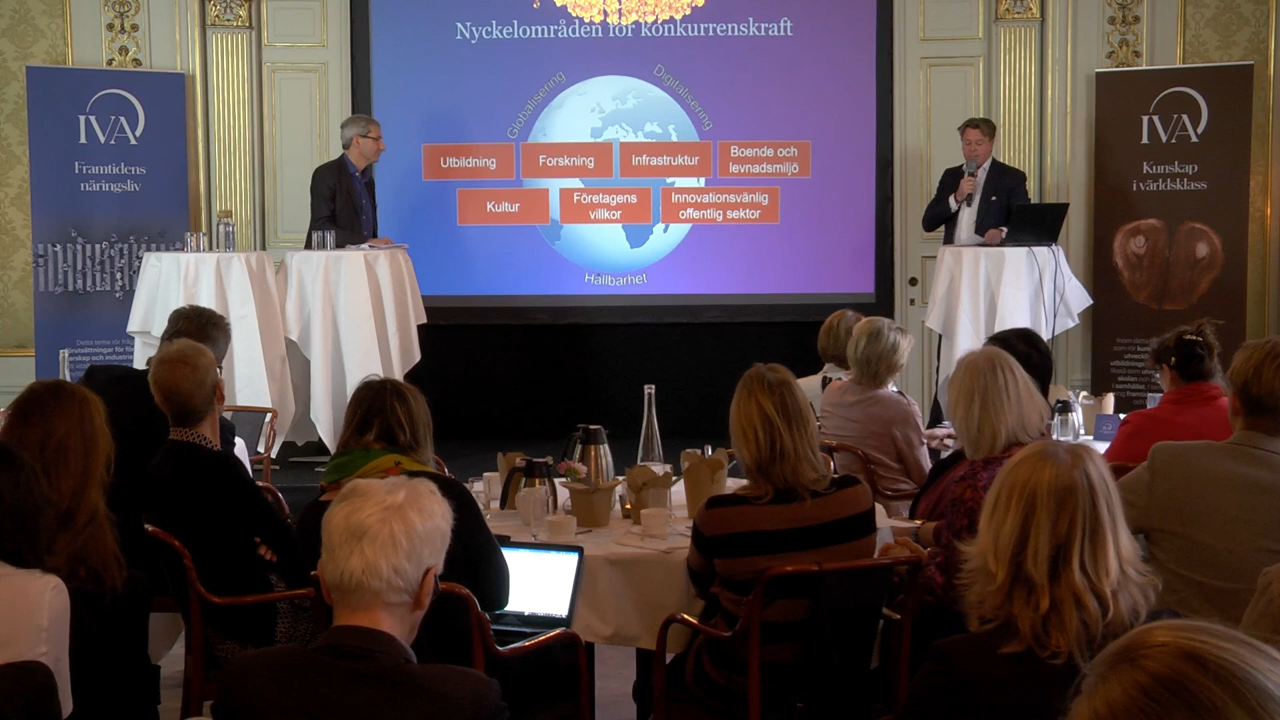 Nyckelområden för konkurrenskraft
Globalisering
Digitalisering
Utbildning
Forskning
Infrastruktur
Boende och
levnadsmiljö
Kultur
Företagens
villkor
Innovationsvänlig
offentlig sektor
Hållbarhet
IVA
Framtidens
näringsliv
IVA
Kunskap
i världsklass